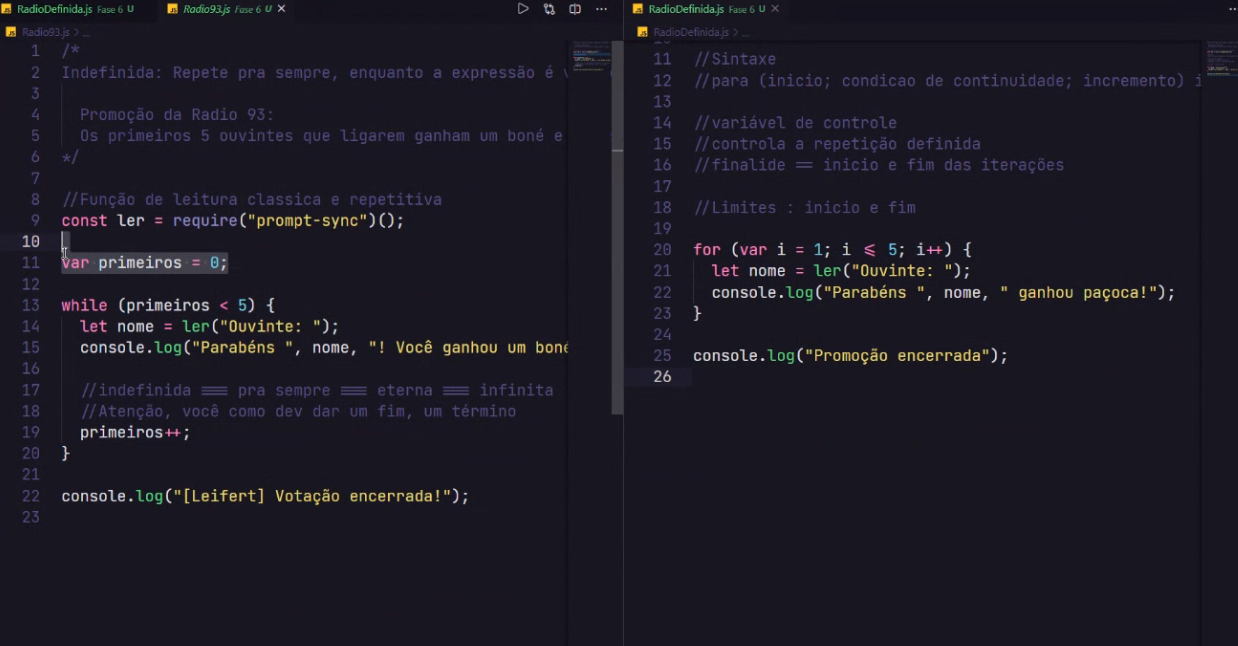 RadioDefinida.js Fase 6 U
Radio93.js Fase 6 U
Radio93.js > ...
1 /*
2 Indefinida: Repete pra sempre, enquanto a expressão é v
3
4 Promoção da Radio 93:
5 Os primeiros 5 ouvintes que ligarem ganham um boné e
6 */
7
8 //Função de leitura classica e repetitiva
9 const ler = require("prompt-sync")();
10
11 var primeiros = 0;
12
13 while (primeiros < 5) {
14 let nome = ler("Ouvinte: ");
15 console.log("Parabéns ", nome, "! Você ganhou um boné
16
17 //indefinida === pra sempre === eterna === infinita
18 //Atenção, você como dev dar um fim, um término
19 primeiros++;
20 }
21
22 console.log("[Leifert] Votação encerrada!");
23
RadioDefinida.js Fase 6 U
RadioDefinida.js > ...
11 //Sintaxe
12 //para (inicio; condicao de continuidade; incremento) i
13
14 //variável de controle
15 //controla a repetição definida
16 //finalide == inicio e fim das iterações
17
18 //Limites : inicio e fim
19
20 for (var i = 1; i <= 5; i++) {
21 let nome = ler("Ouvinte: ");
22 console.log("Parabéns ", nome, " ganhou paçoca!");
23 }
24
25 console.log("Promoção encerrada");
26